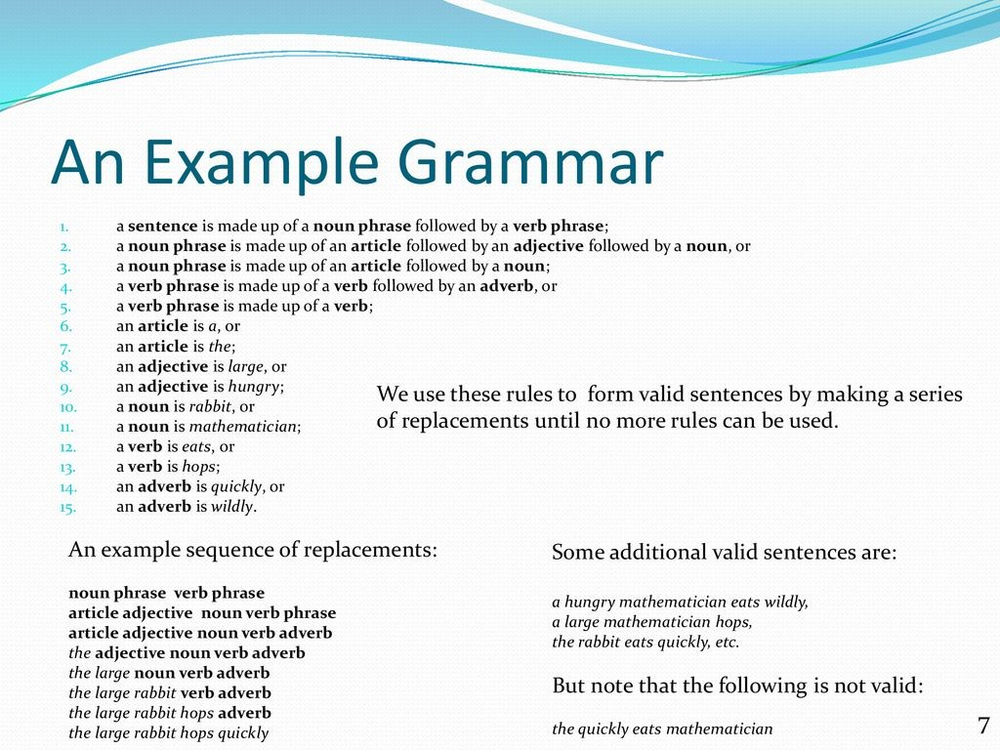 An Example Grammar
1. a sentence is made up of a noun phrase followed by a verb phrase;
2. a noun phrase is made up of an article followed by an adjective followed by a noun, or
3. a noun phrase is made up of an article followed by a noun;
4. a verb phrase is made up of a verb followed by an adverb, or
5. a verb phrase is made up of a verb;
6. an article is a, or
7. an article is the;
8. an adjective is large, or
9. an adjective is hungry;
10. a noun is rabbit, or
11. a noun is mathematician;
12. a verb is eats, or
13. a verb is hops;
14. an adverb is quickly, or
15. an adverb is wildly.
We use these rules to form valid sentences by making a series
of replacements until no more rules can be used.
An example sequence of replacements:
noun phrase verb phrase
article adjective noun verb phrase
article adjective noun verb adverb
the adjective noun verb adverb
the large noun verb adverb
the large rabbit verb adverb
the large rabbit hops adverb
the large rabbit hops quickly
Some additional valid sentences are:
a hungry mathematician eats wildly,
a large mathematician hops,
the rabbit eats quickly, etc.
But note that the following is not valid:
the quickly eats mathematician
7